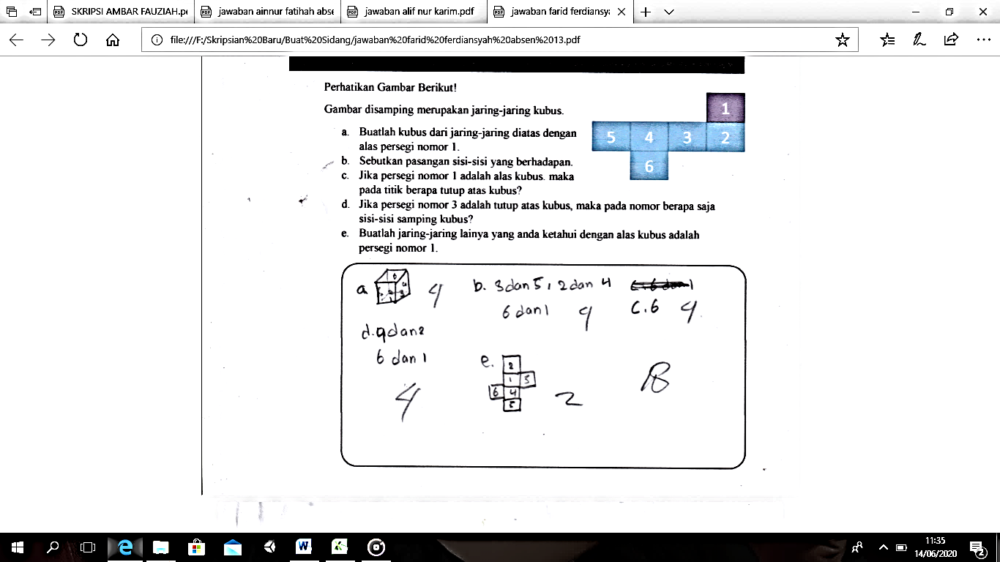 SKRIPSI AMBAR FAUZIAH.p
jawaban ainnur fatihah abse
jawaban alif nur karim.pdf
jawaban farid ferdiansya
file:///F:/Skripsian%20Baru/Buat%20Sidang/jawaban%20farid%20ferdiansyah%20absen%2013.pdf
Perhatikan Gambar Berikut!
Gambar disamping merupakan jaring-jaring kubus.
a. Buatlah kubus dari jaring-jaring diatas dengan
alas persegi nomor 1.
b. Sebutkan pasangan sisi-sisi yang berhadapan.
c. Jika persegi nomor 1 adalah alas kubus. maka
pada titik berapa tutup atas kubus?
d. Jika persegi nomor 3 adalah tutup atas kubus, maka pada nomor berapa saja
sisi-sisi samping kubus?
e. Buatlah jaring-jaring lainya yang anda ketahui dengan alas kubus adalah
persegi nomor 1.
1
5 4 3 2
6
a 4
b. 3 dan 5, 2 dan 4
6 dan 1 4
C. 6 4
d. 4 dan 2
6 dan 1
4
e.
2
1 3
6 4
5
2
18
11:35
14/06/2020
2